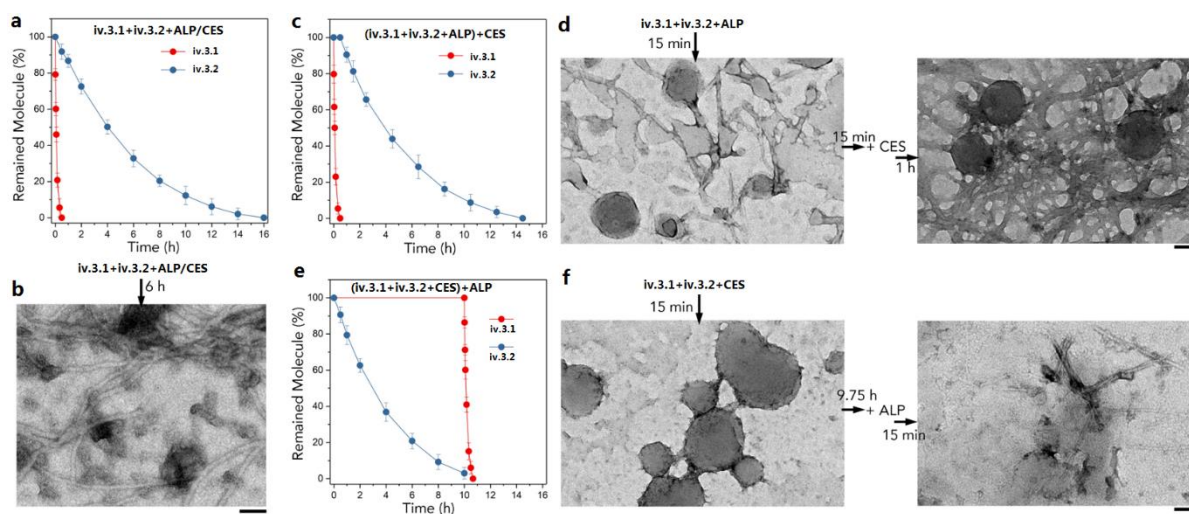 a
iv.3.1+iv.3.2+ALP/CES
iv.3.1
iv.3.2
Remained Molecule (%)
100
80
60
40
20
0
0 2 4 6 8 10 12 14 16
Time (h)
c
(iv.3.1+iv.3.2+ALP)+CES
iv.3.1
iv.3.2
Remained Molecule (%)
100
80
60
40
20
0
0 2 4 6 8 10 12 14 16
Time (h)
d
iv.3.1+iv.3.2+ALP
15 min
15 min
+ CES
1 h
b
iv.3.1+iv.3.2+ALP/CES
6 h
e
(iv.3.1+iv.3.2+CES)+ALP
iv.3.1
iv.3.2
Remained Molecule (%)
100
80
60
40
20
0
0 2 4 6 8 10 12 14 16
Time (h)
f
iv.3.1+iv.3.2+CES
15 min
9.75 h
+ ALP
15 min